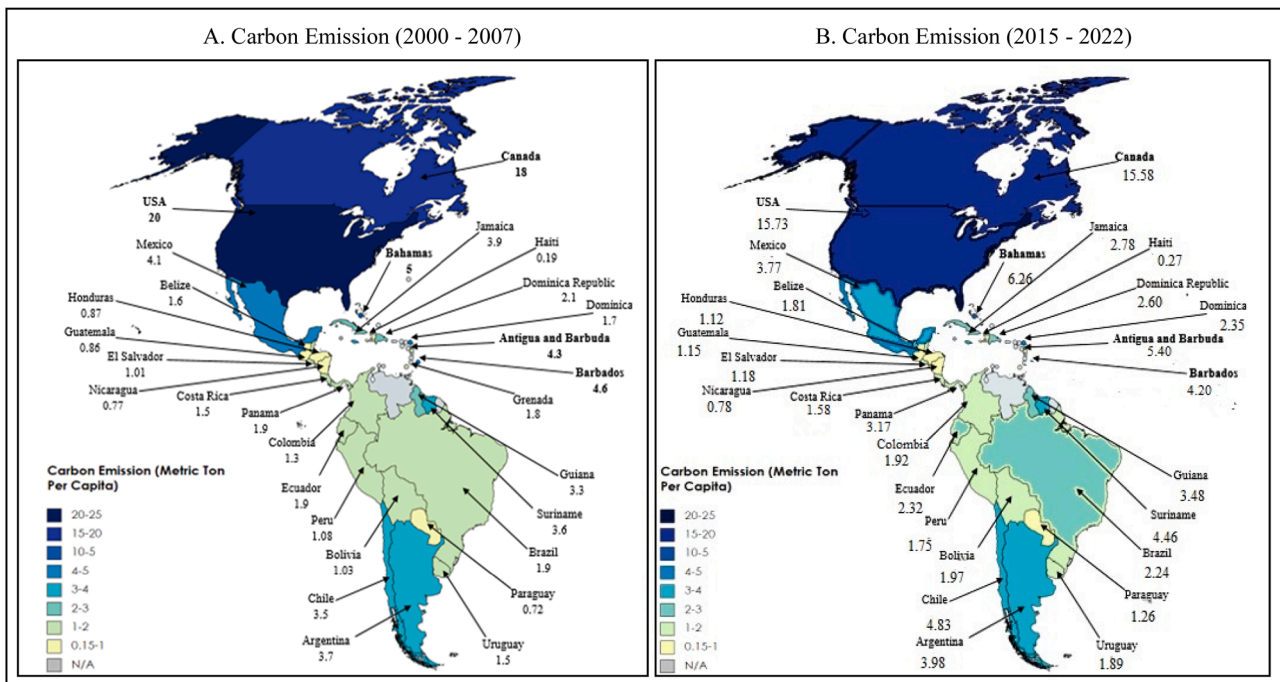 A. Carbon Emission (2000 - 2007)
Canada
18
USA
20
Jamaica
3.9
Haiti
0.19
Mexico
4.1
Bahamas
5
Belize
1.6
Dominica Republic
2.1
Honduras
0.87
Dominica
1.7
Guatemala
0.86
Antigua and Barbuda
4.3
El Salvador
1.01
Barbados
4.6
Nicaragua
0.77
Costa Rica
1.5
Grenada
1.8
Panama
1.9
Colombia
1.3
Guiana
3.3
Ecuador
1.9
Suriname
3.6
Peru
1.08
Bolivia
1.03
Brazil
1.9
Chile
3.5
Paraguay
0.72
Argentina
3.7
Uruguay
1.5
Carbon Emission (Metric Ton
Per Capita)
20-25
15-20
10-5
4-5
3-4
2-3
1-2
0.15-1
N/A
B. Carbon Emission (2015 - 2022)
Canada
15.58
USA
15.73
Jamaica
2.78
Haiti
0.27
Mexico
3.77
Bahamas
6.26
Belize
1.81
Dominica Republic
2.60
Honduras
1.12
Dominica
2.35
Guatemala
1.15
Antigua and Barbuda
5.40
El Salvador
1.18
Barbados
4.20
Nicaragua
0.78
Costa Rica
1.58
Panama
3.17
Colombia
1.92
Guiana
3.48
Ecuador
2.32
Suriname
4.46
Peru
1.75
Bolivia
1.97
Brazil
2.24
Chile
4.83
Paraguay
1.26
Argentina
3.98
Uruguay
1.89
Carbon Emission (Metric Ton
Per Capita)
20-25
15-20
10-5
4-5
3-4
2-3
1-2
0.15-1
N/A